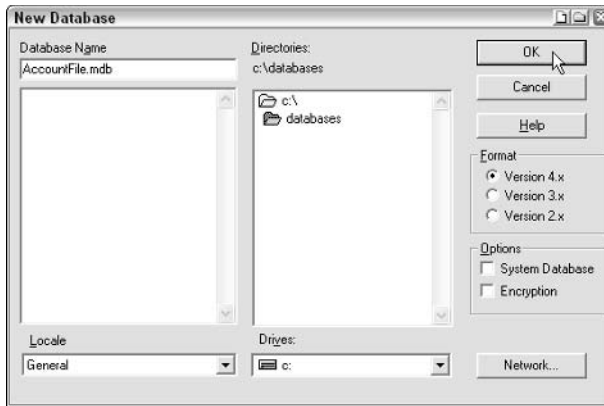 New Database
Database Name
AccountFile.mdb
Directories:
c:\databases
c:\
databases
OK
Cancel
Help
Format
Version 4.x
Version 3.x
Version 2.x
Options
System Database
Encryption
Locale
General
Drives:
c:
Network...